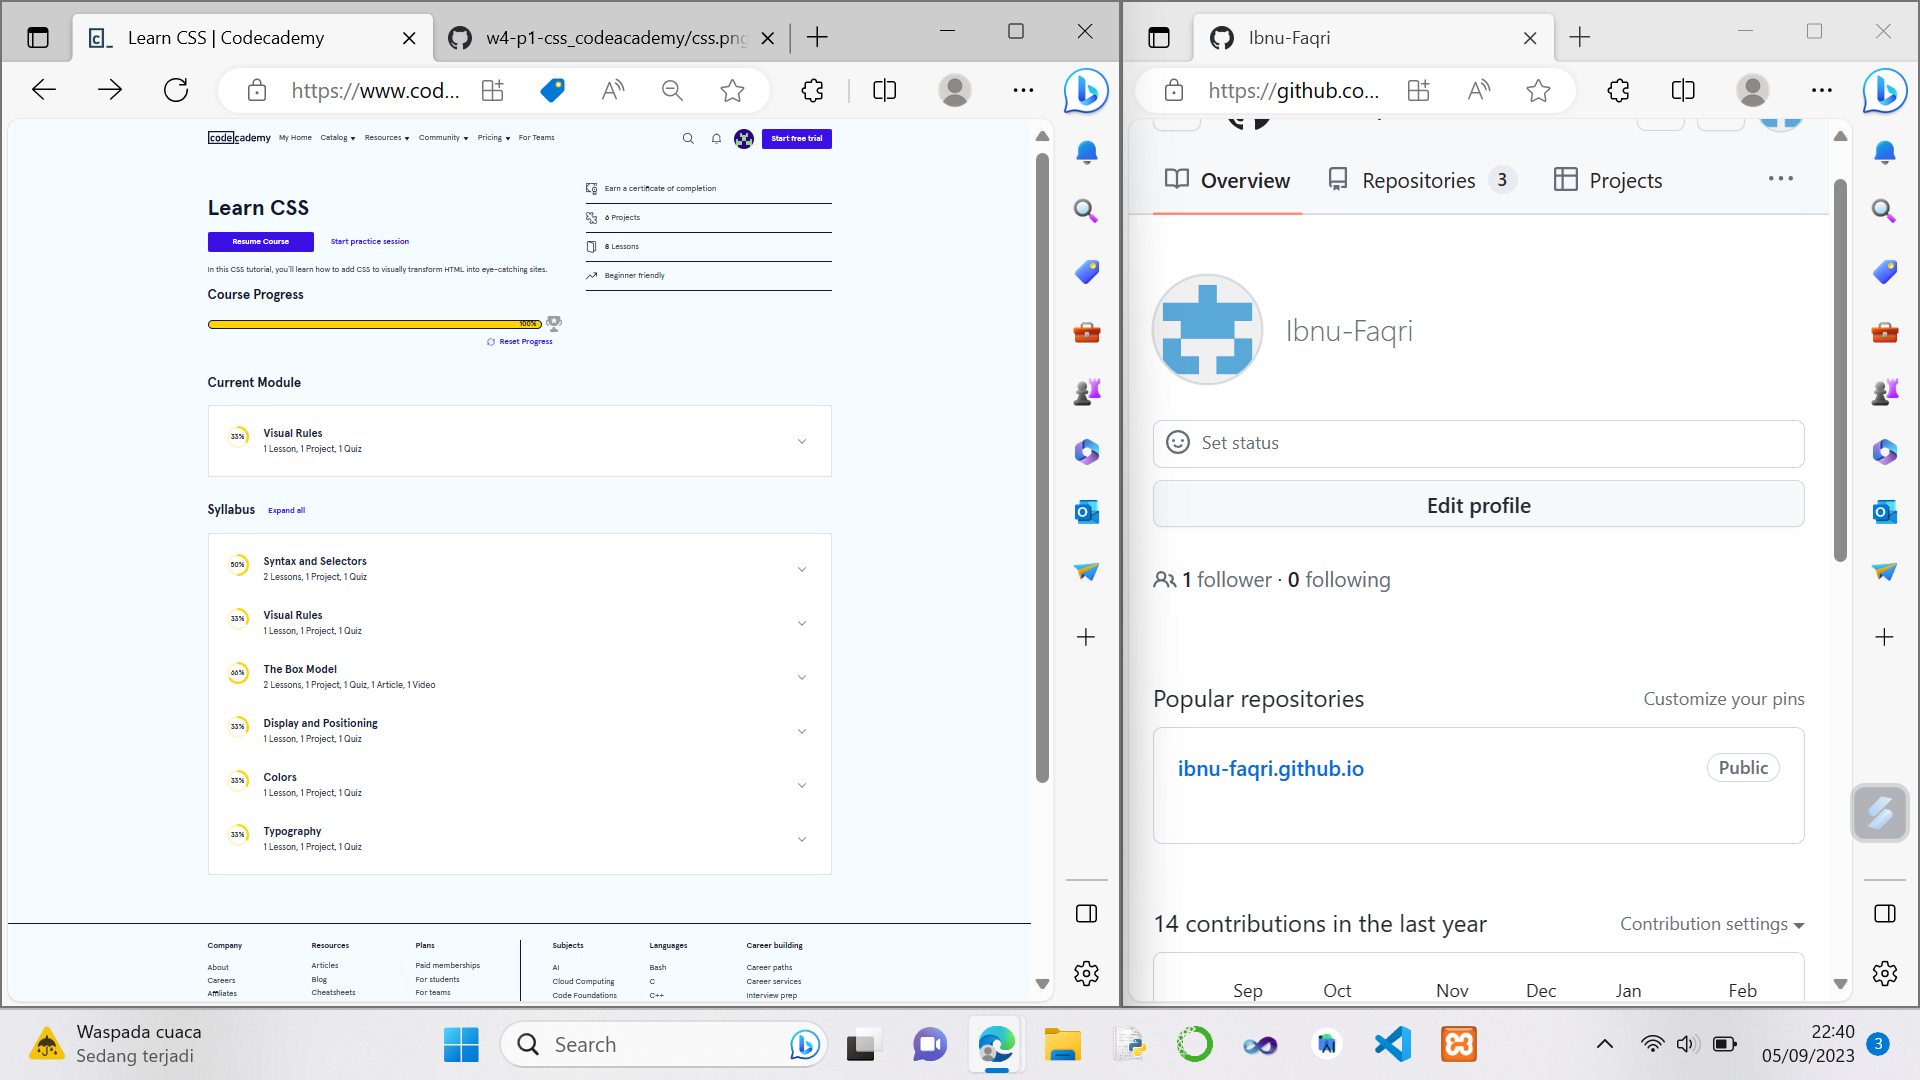 Learn CSS | Codecademy
w4-p1-css_codeacademy/css.png
https://www.cod...
codecademy
My Home
Catalog
Resources
Community
Pricing
For Teams
Start free trial
Learn CSS
Resume Course
Start practice session
In this CSS tutorial, you'll learn how to add CSS to visually transform HTML into eye-catching sites.
Earn a certificate of completion
6 Projects
8 Lessons
Beginner friendly
Course Progress
100%
Reset Progress
Current Module
33%
Visual Rules
1 Lesson, 1 Project, 1 Quiz
Syllabus
Expand all
50%
Syntax and Selectors
2 Lessons, 1 Project, 1 Quiz
33%
Visual Rules
1 Lesson, 1 Project, 1 Quiz
66%
The Box Model
2 Lessons, 1 Project, 1 Quiz, 1 Article, 1 Video
33%
Display and Positioning
1 Lesson, 1 Project, 1 Quiz
33%
Colors
1 Lesson, 1 Project, 1 Quiz
33%
Typography
1 Lesson, 1 Project, 1 Quiz
Company
About
Careers
Affiliates
Resources
Articles
Blog
Cheatsheets
Plans
Paid memberships
For students
For teams
Subjects
AI
Cloud Computing
Code Foundations
Languages
Bash
C
C++
Career building
Career paths
Career services
Interview prep
Ibnu-Faqri
https://github.co...
Overview
Repositories 3
Projects
Ibnu-Faqri
Set status
Edit profile
1 follower · 0 following
Popular repositories
Customize your pins
ibnu-faqri.github.io
Public
14 contributions in the last year
Contribution settings
Sep Oct Nov Dec Jan Feb
Waspada cuaca
Sedang terjadi
Search
22:40
05/09/2023
3